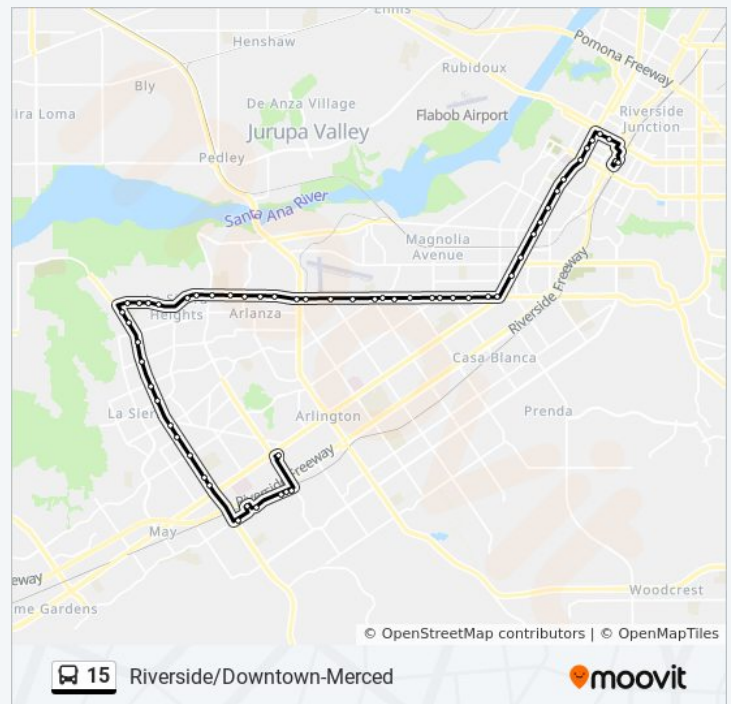 Ennis
Henshaw
Pomona Freeway
Rubidoux
Bly
De Anza Village
ira Loma
Flabob Airport
Riverside
Junction
Jurupa Valley
Pedley
Santa Ana River
Magnolia
Avenue
Heights
Arlanza
Riverside Freeway
Casa Blanca
La Sier
Arlington
Prenda
Riverside Freeway
May
eway
me Gardens
Woodcrest
© OpenStreetMap contributors | © OpenMapTiles
15 Riverside/Downtown-Merced
moovit